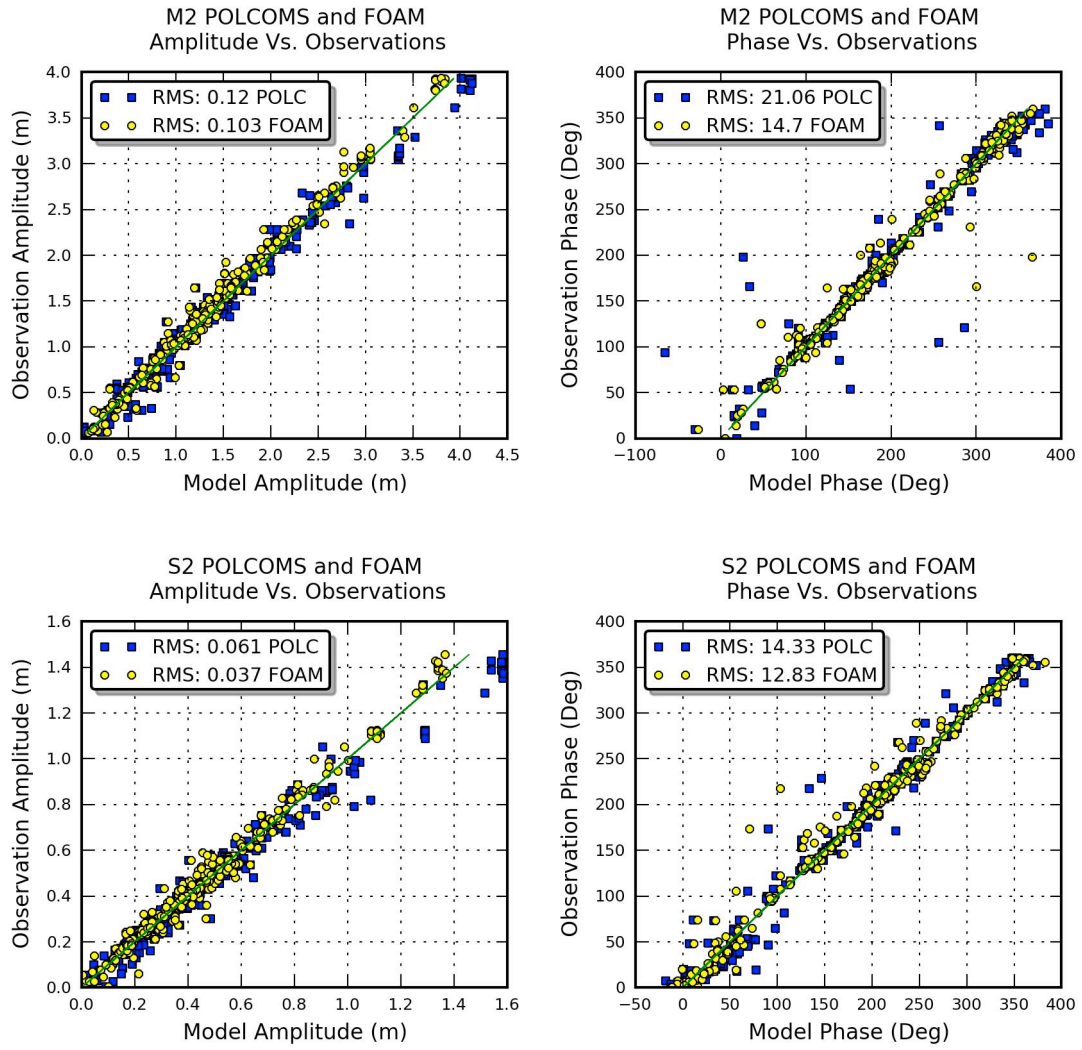 M2 POLCOMS and FOAM
Amplitude Vs. Observations
4.0
3.5
3.0
2.5
2.0
1.5
1.0
0.5
0.0
Observation Amplitude (m)
RMS: 0.12 POLC
RMS: 0.103 FOAM
0.0 0.5 1.0 1.5 2.0 2.5 3.0 3.5 4.0 4.5
Model Amplitude (m)
M2 POLCOMS and FOAM
Phase Vs. Observations
400
300
200
100
0
Observation Phase (Deg)
RMS: 21.06 POLC
RMS: 14.7 FOAM
−100 0 100 200 300 400
Model Phase (Deg)
S2 POLCOMS and FOAM
Amplitude Vs. Observations
1.6
1.4
1.2
1.0
0.8
0.6
0.4
0.2
0.0
Observation Amplitude (m)
RMS: 0.061 POLC
RMS: 0.037 FOAM
0.0 0.2 0.4 0.6 0.8 1.0 1.2 1.4 1.6
Model Amplitude (m)
S2 POLCOMS and FOAM
Phase Vs. Observations
400
350
300
250
200
150
100
50
0
Observation Phase (Deg)
RMS: 14.33 POLC
RMS: 12.83 FOAM
−50 0 50 100 150 200 250 300 350 400
Model Phase (Deg)